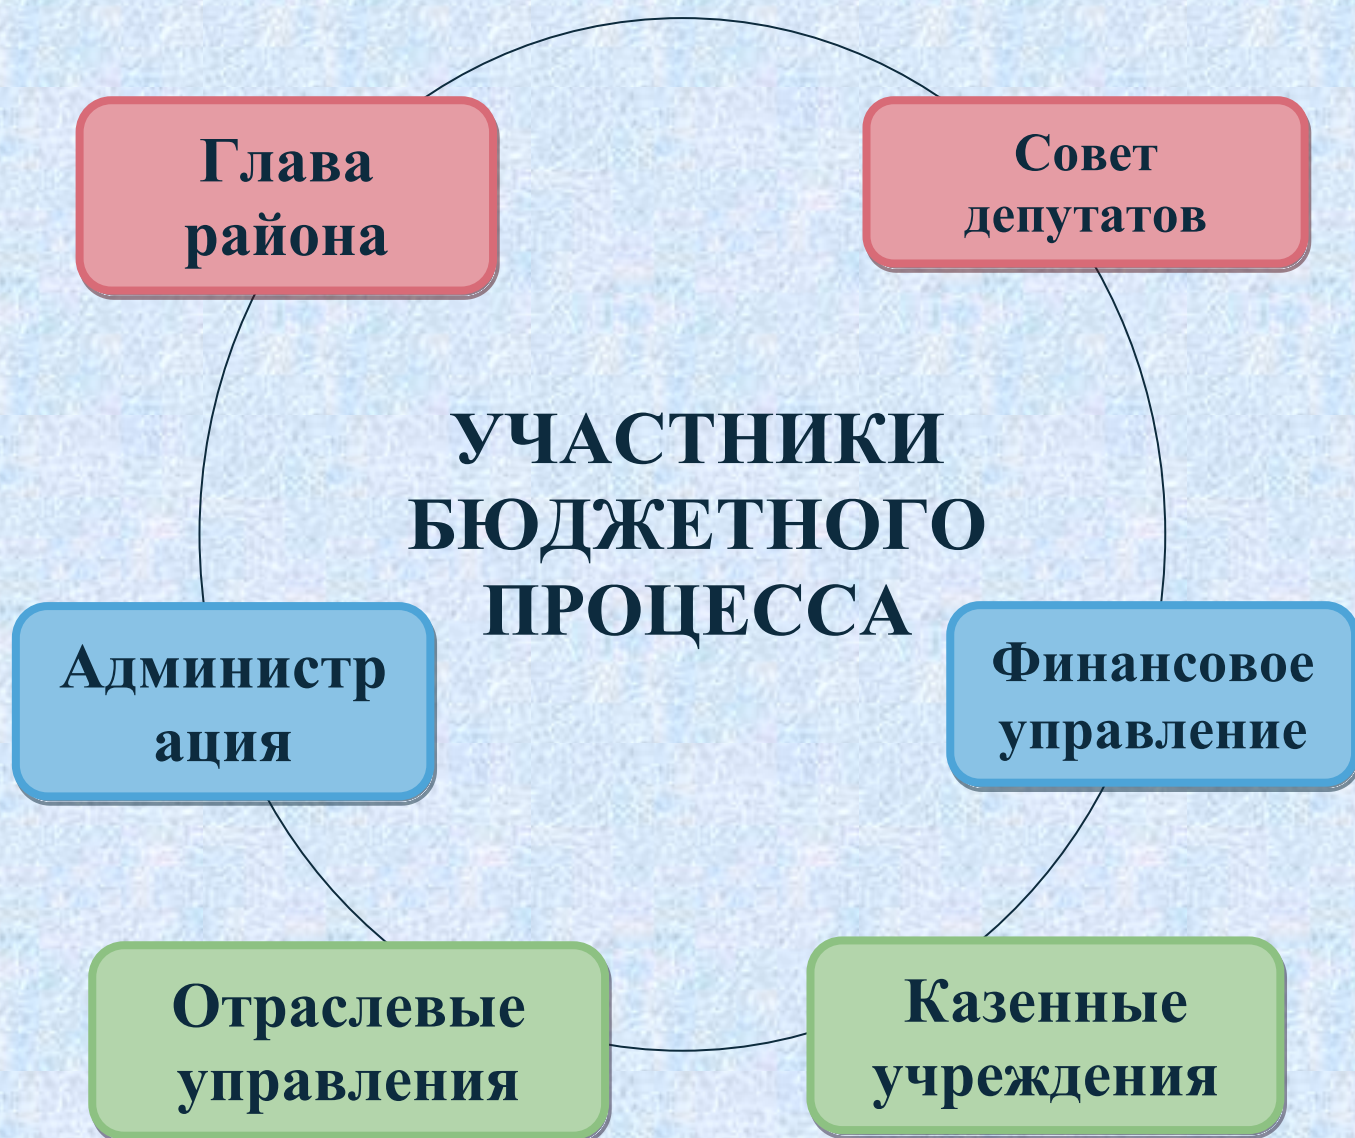 Глава
района
Совет
депутатов
УЧАСТНИКИ
БЮДЖЕТНОГО
ПРОЦЕССА
Администр
ация
Финансовое
управление
Отраслевые
управления
Казенные
учреждения